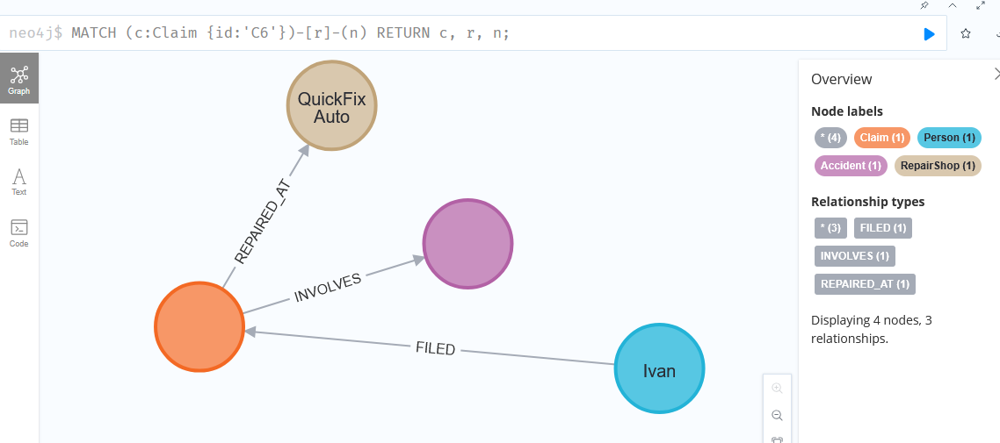 neo4j$ MATCH (c:Claim {id:'C6'})-[r]-(n) RETURN c, r, n;
Graph
Table
Text
Code
QuickFix
Auto
REPAIRED_AT
INVOLVES
FILED
Ivan
Overview
Node labels
* (4) Claim (1) Person (1)
Accident (1) RepairShop (1)
Relationship types
* (3) FILED (1)
INVOLVES (1)
REPAIRED_AT (1)
Displaying 4 nodes, 3
relationships.